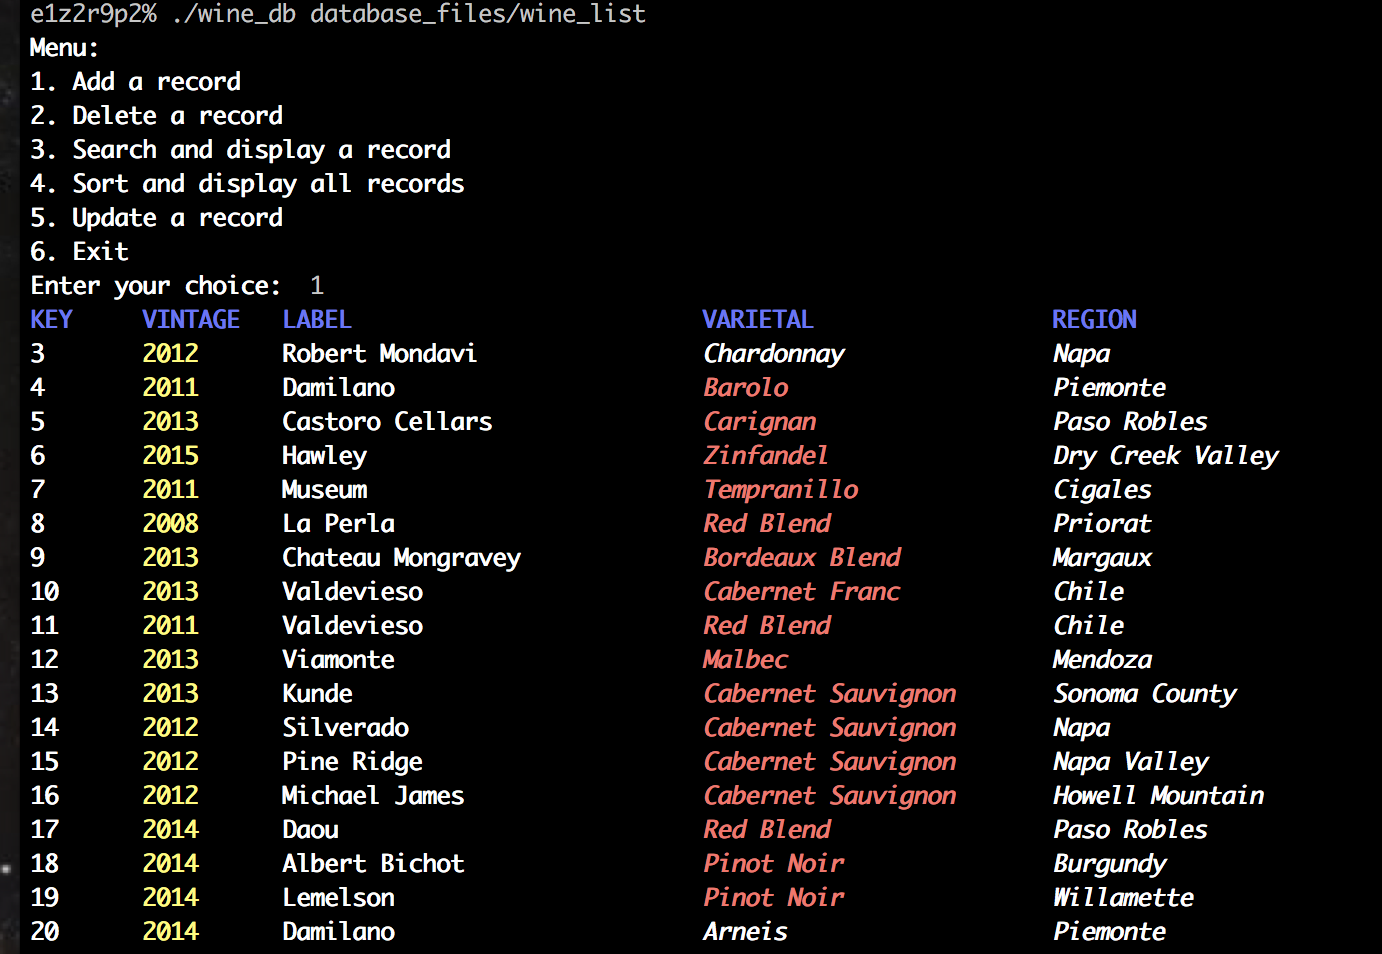 e1z2r9p2% ./wine_db database_files/wine_list
Menu:
1. Add a record
2. Delete a record
3. Search and display a record
4. Sort and display all records
5. Update a record
6. Exit
Enter your choice:  1
KEY     VINTAGE   LABEL                         VARIETAL                 REGION
3       2012      Robert Mondavi                Chardonnay               Napa
4       2011      Damilano                      Barolo                   Piemonte
5       2013      Castoro Cellars               Carignan                 Paso Robles
6       2015      Hawley                        Zinfandel                Dry Creek Valley
7       2011      Museum                        Tempranillo              Cigales
8       2008      La Perla                      Red Blend                Priorat
9       2013      Chateau Mongravey             Bordeaux Blend           Margaux
10      2013      Valdevieso                    Cabernet Franc           Chile
11      2011      Valdevieso                    Red Blend                Chile
12      2013      Viamonte                      Malbec                   Mendoza
13      2013      Kunde                         Cabernet Sauvignon       Sonoma County
14      2012      Silverado                     Cabernet Sauvignon       Napa
15      2012      Pine Ridge                    Cabernet Sauvignon       Napa Valley
16      2012      Michael James                 Cabernet Sauvignon       Howell Mountain
17      2014      Daou                          Red Blend                Paso Robles
18      2014      Albert Bichot                 Pinot Noir               Burgundy
19      2014      Lemelson                      Pinot Noir               Willamette
20      2014      Damilano                      Arneis                   Piemonte